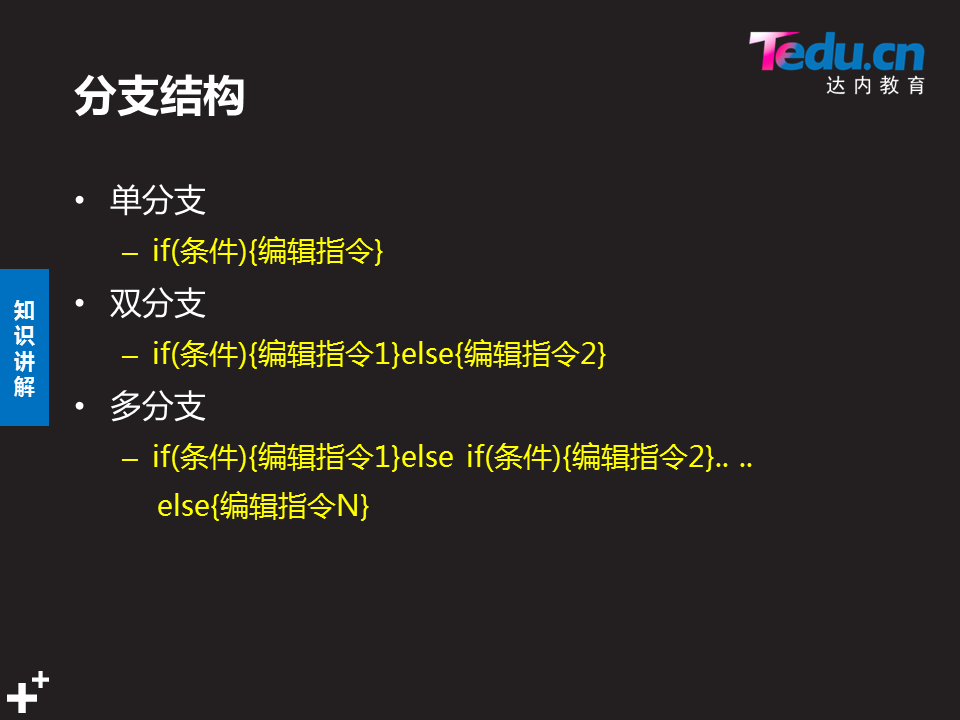 Tedu.cn
达内教育
分支结构
• 单分支
– if(条件){编辑指令}
• 双分支
– if(条件){编辑指令1}else{编辑指令2}
• 多分支
– if(条件){编辑指令1}else if(条件){编辑指令2}.. ..
else{编辑指令N}
知识讲解